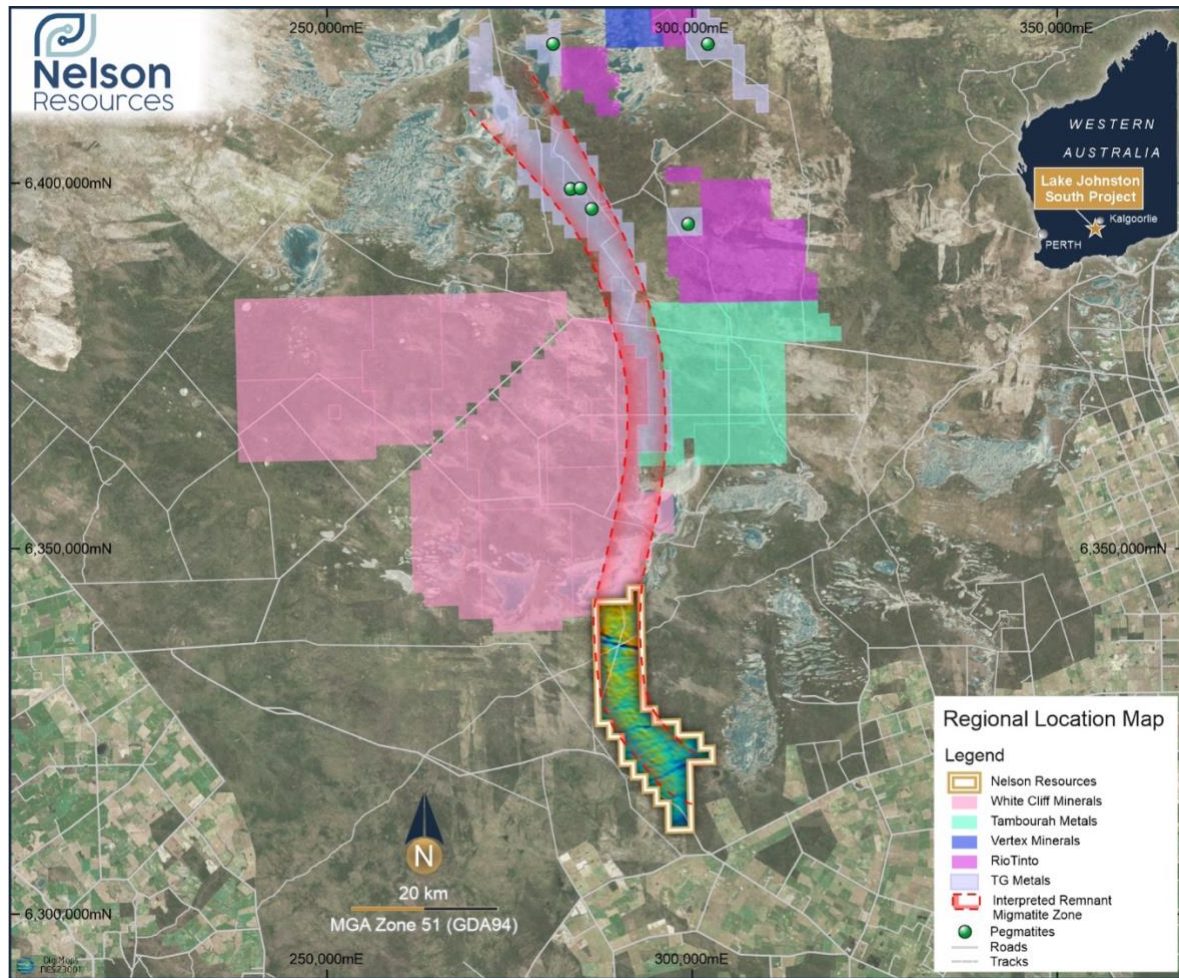 Nelson
Resources
250,000mE
300,000mE
350,000mE
WESTERN
AUSTRALIA
Lake Johnston
South Project
Kalgoorlie
PERTH
6,400,000mN
6,350,000mN
6,350,000mN
Regional Location Map
Legend
Nelson Resources
White Cliff Minerals
Tambourah Metals
Vertex Minerals
RioTinto
TG Metals
Interpreted Remnant
Migmatite Zone
Pegmatites
Roads
Tracks
N
20 km
MGA Zone 51 (GDA94)
6,300,000mN
250,000mE
300,000mE